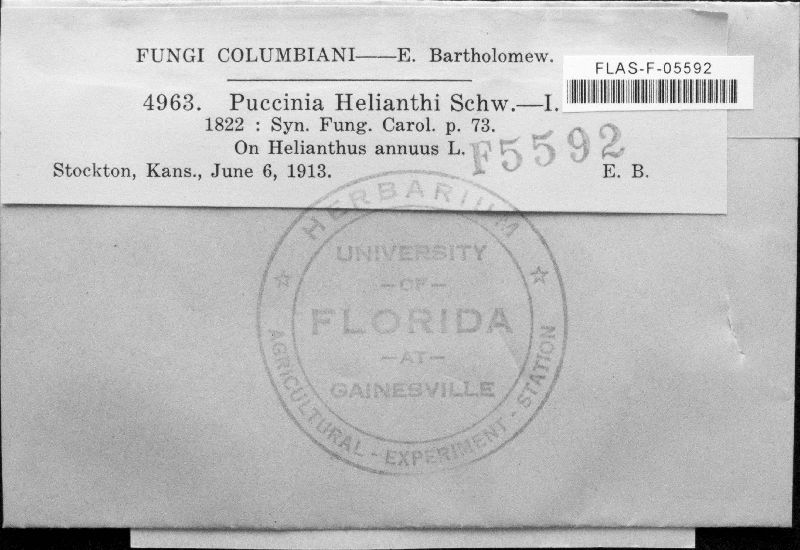 FUNGI COLUMBIANI——E. Bartholomew.
FLAS-F-05592
4963. Puccinia Helianthi Schw.—I.
1822 : Syn. Fung. Carol. p. 73.
On Helianthus annuus L.
F5592
Stockton, Kans., June 6, 1913. E. B.
HERBARIUM
UNIVERSITY
—OF—
FLORIDA
—AT—
GAINESVILLE
AGRICULTURAL - EXPERIMENT - STATION